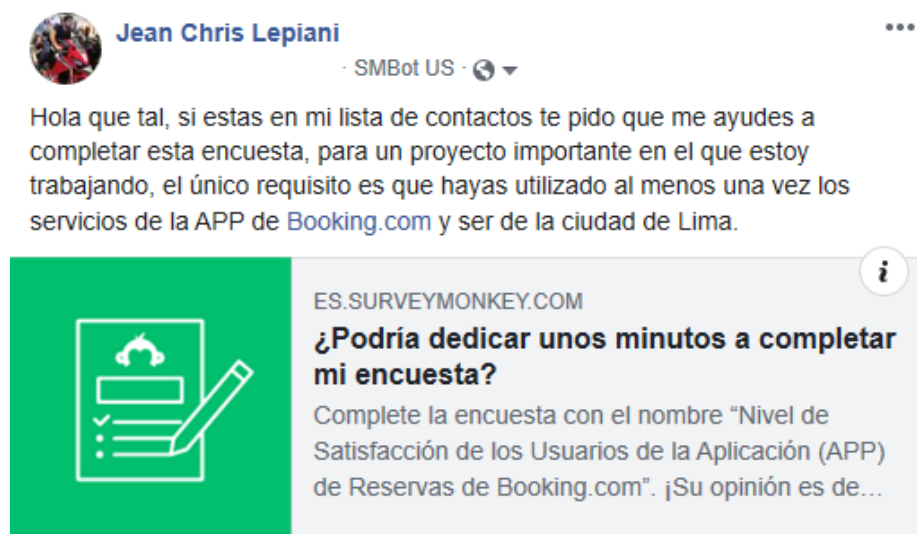 Jean Chris Lepiani
· SMBot US ·
Hola que tal, si estas en mi lista de contactos te pido que me ayudes a
completar esta encuesta, para un proyecto importante en el que estoy
trabajando, el único requisito es que hayas utilizado al menos una vez los
servicios de la APP de Booking.com y ser de la ciudad de Lima.
ES.SURVEYMONKEY.COM
¿Podría dedicar unos minutos a completar
mi encuesta?
Complete la encuesta con el nombre “Nivel de
Satisfacción de los Usuarios de la Aplicación (APP)
de Reservas de Booking.com”. ¡Su opinión es de...